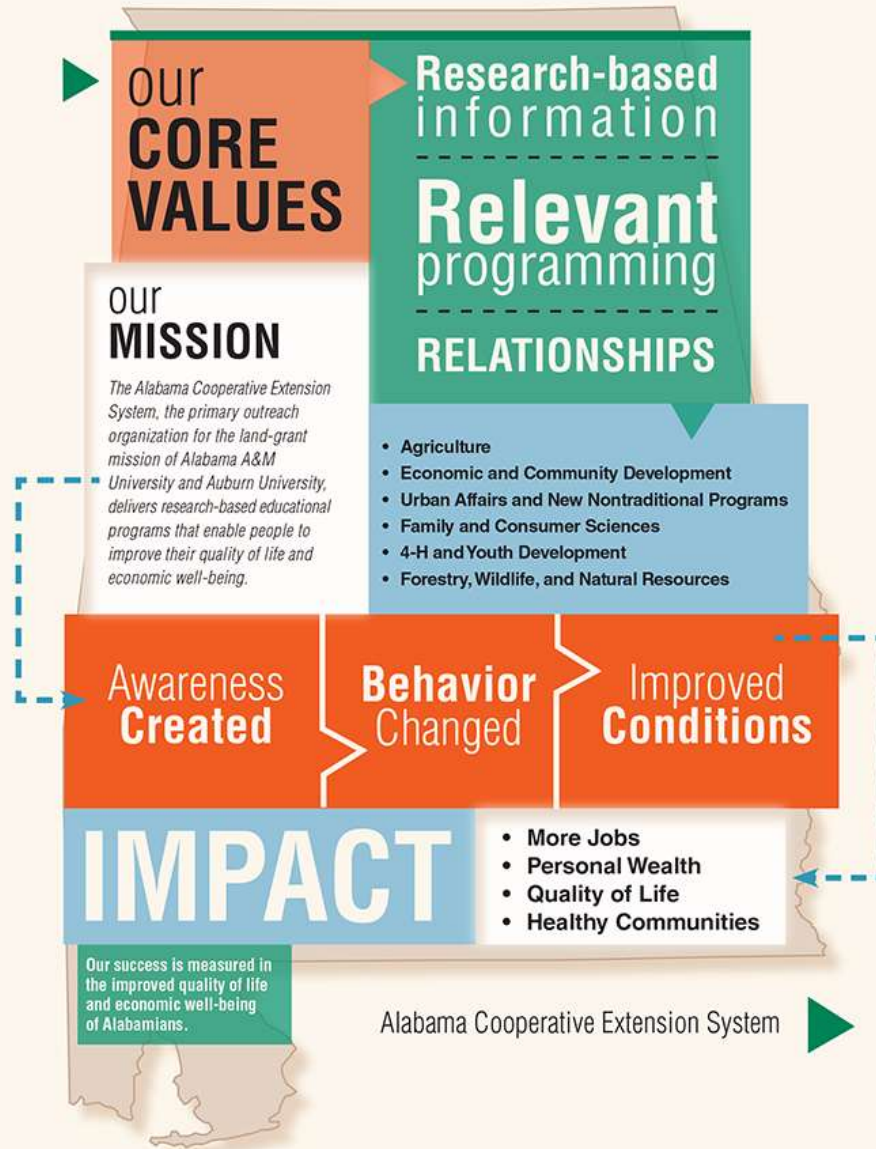 our
CORE
VALUES
Research-based
information
Relevant
programming
RELATIONSHIPS
our
MISSION
The Alabama Cooperative Extension
System, the primary outreach
organization for the land-grant
mission of Alabama A&M
University and Auburn University,
delivers research-based educational
programs that enable people to
improve their quality of life and
economic well-being.
• Agriculture
• Economic and Community Development
• Urban Affairs and New Nontraditional Programs
• Family and Consumer Sciences
• 4-H and Youth Development
• Forestry, Wildlife, and Natural Resources
Awareness
Created
Behavior
Changed
Improved
Conditions
IMPACT
• More Jobs
• Personal Wealth
• Quality of Life
• Healthy Communities
Our success is measured in
the improved quality of life
and economic well-being
of Alabamians.
Alabama Cooperative Extension System